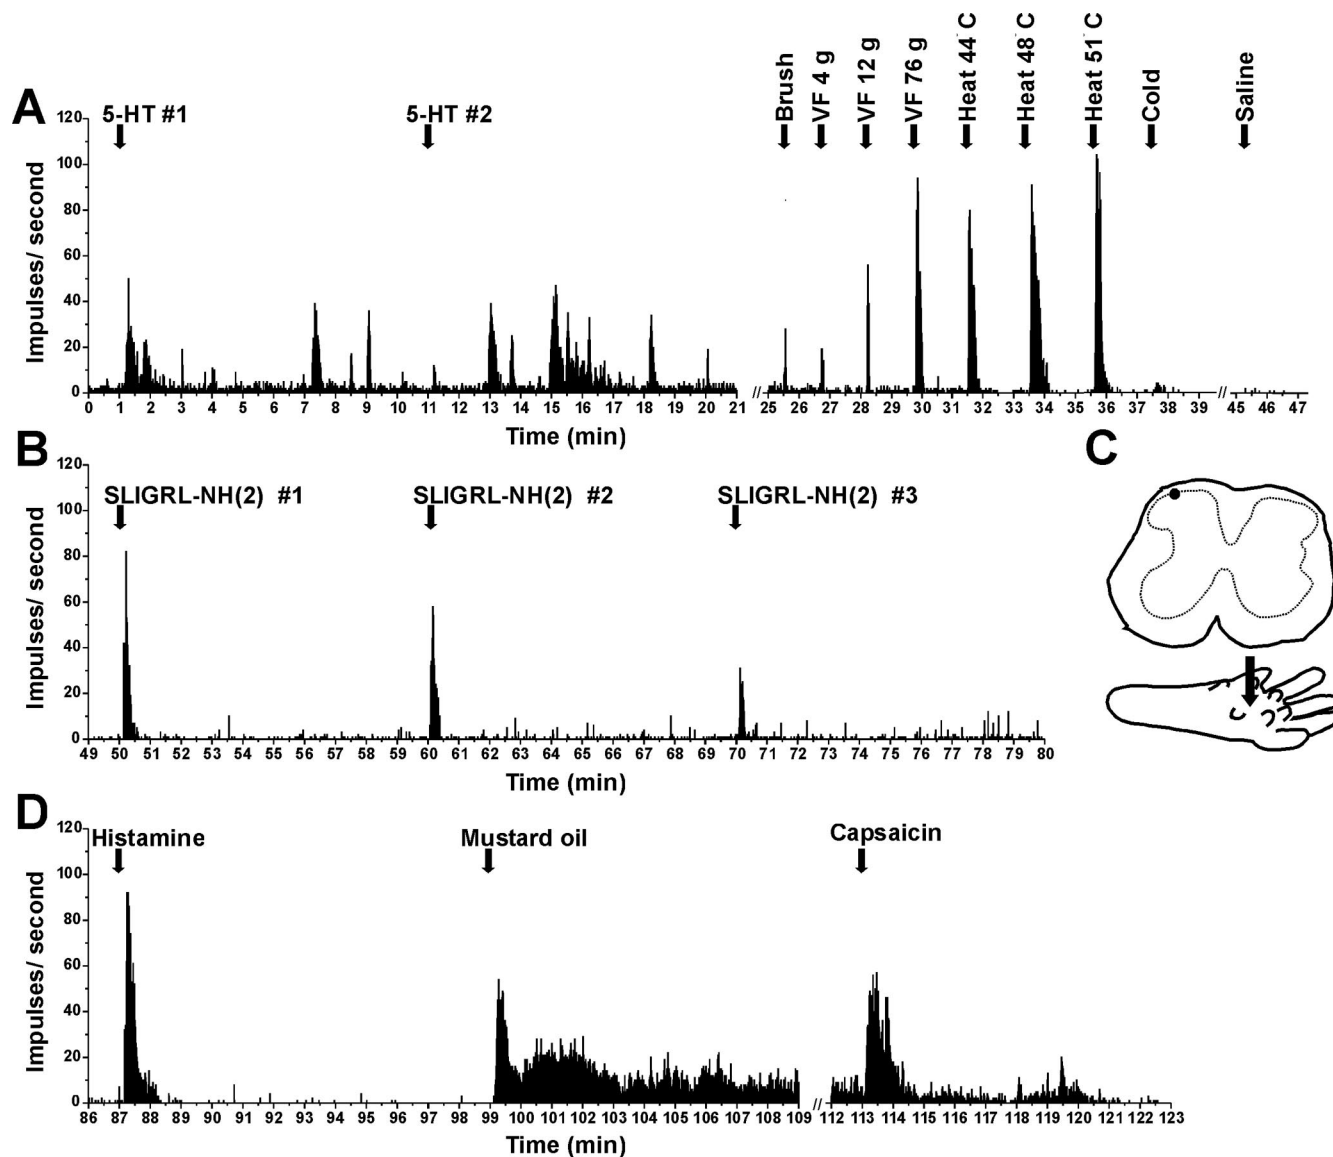 A
Impulses/ second
5-HT #1
5-HT #2
Brush
VF 4 g
VF 12 g
VF 76 g
Heat 44 C
Heat 48 C
Heat 51 C
Cold
Saline
120
100
80
60
40
20
0
0 1 2 3 4 5 6 7 8 9 10 11 12 13 14 15 16 17 18 19 20 21 // 25 26 27 28 29 30 31 32 33 34 35 36 37 38 39 // 45 46 47
Time (min)
B
Impulses/ second
SLIGRL-NH(2) #1
SLIGRL-NH(2) #2
SLIGRL-NH(2) #3
120
100
80
60
40
20
0
49 50 51 52 53 54 55 56 57 58 59 60 61 62 63 64 65 66 67 68 69 70 71 72 73 74 75 76 77 78 79 80
Time (min)
C
D
Impulses/ second
Histamine
Mustard oil
Capsaicin
120
100
80
60
40
20
0
86 87 88 89 90 91 92 93 94 95 96 97 98 99 100 101 102 103 104 105 106 107 108 109 // 112 113 114 115 116 117 118 119 120 121 122 123
Time (min)